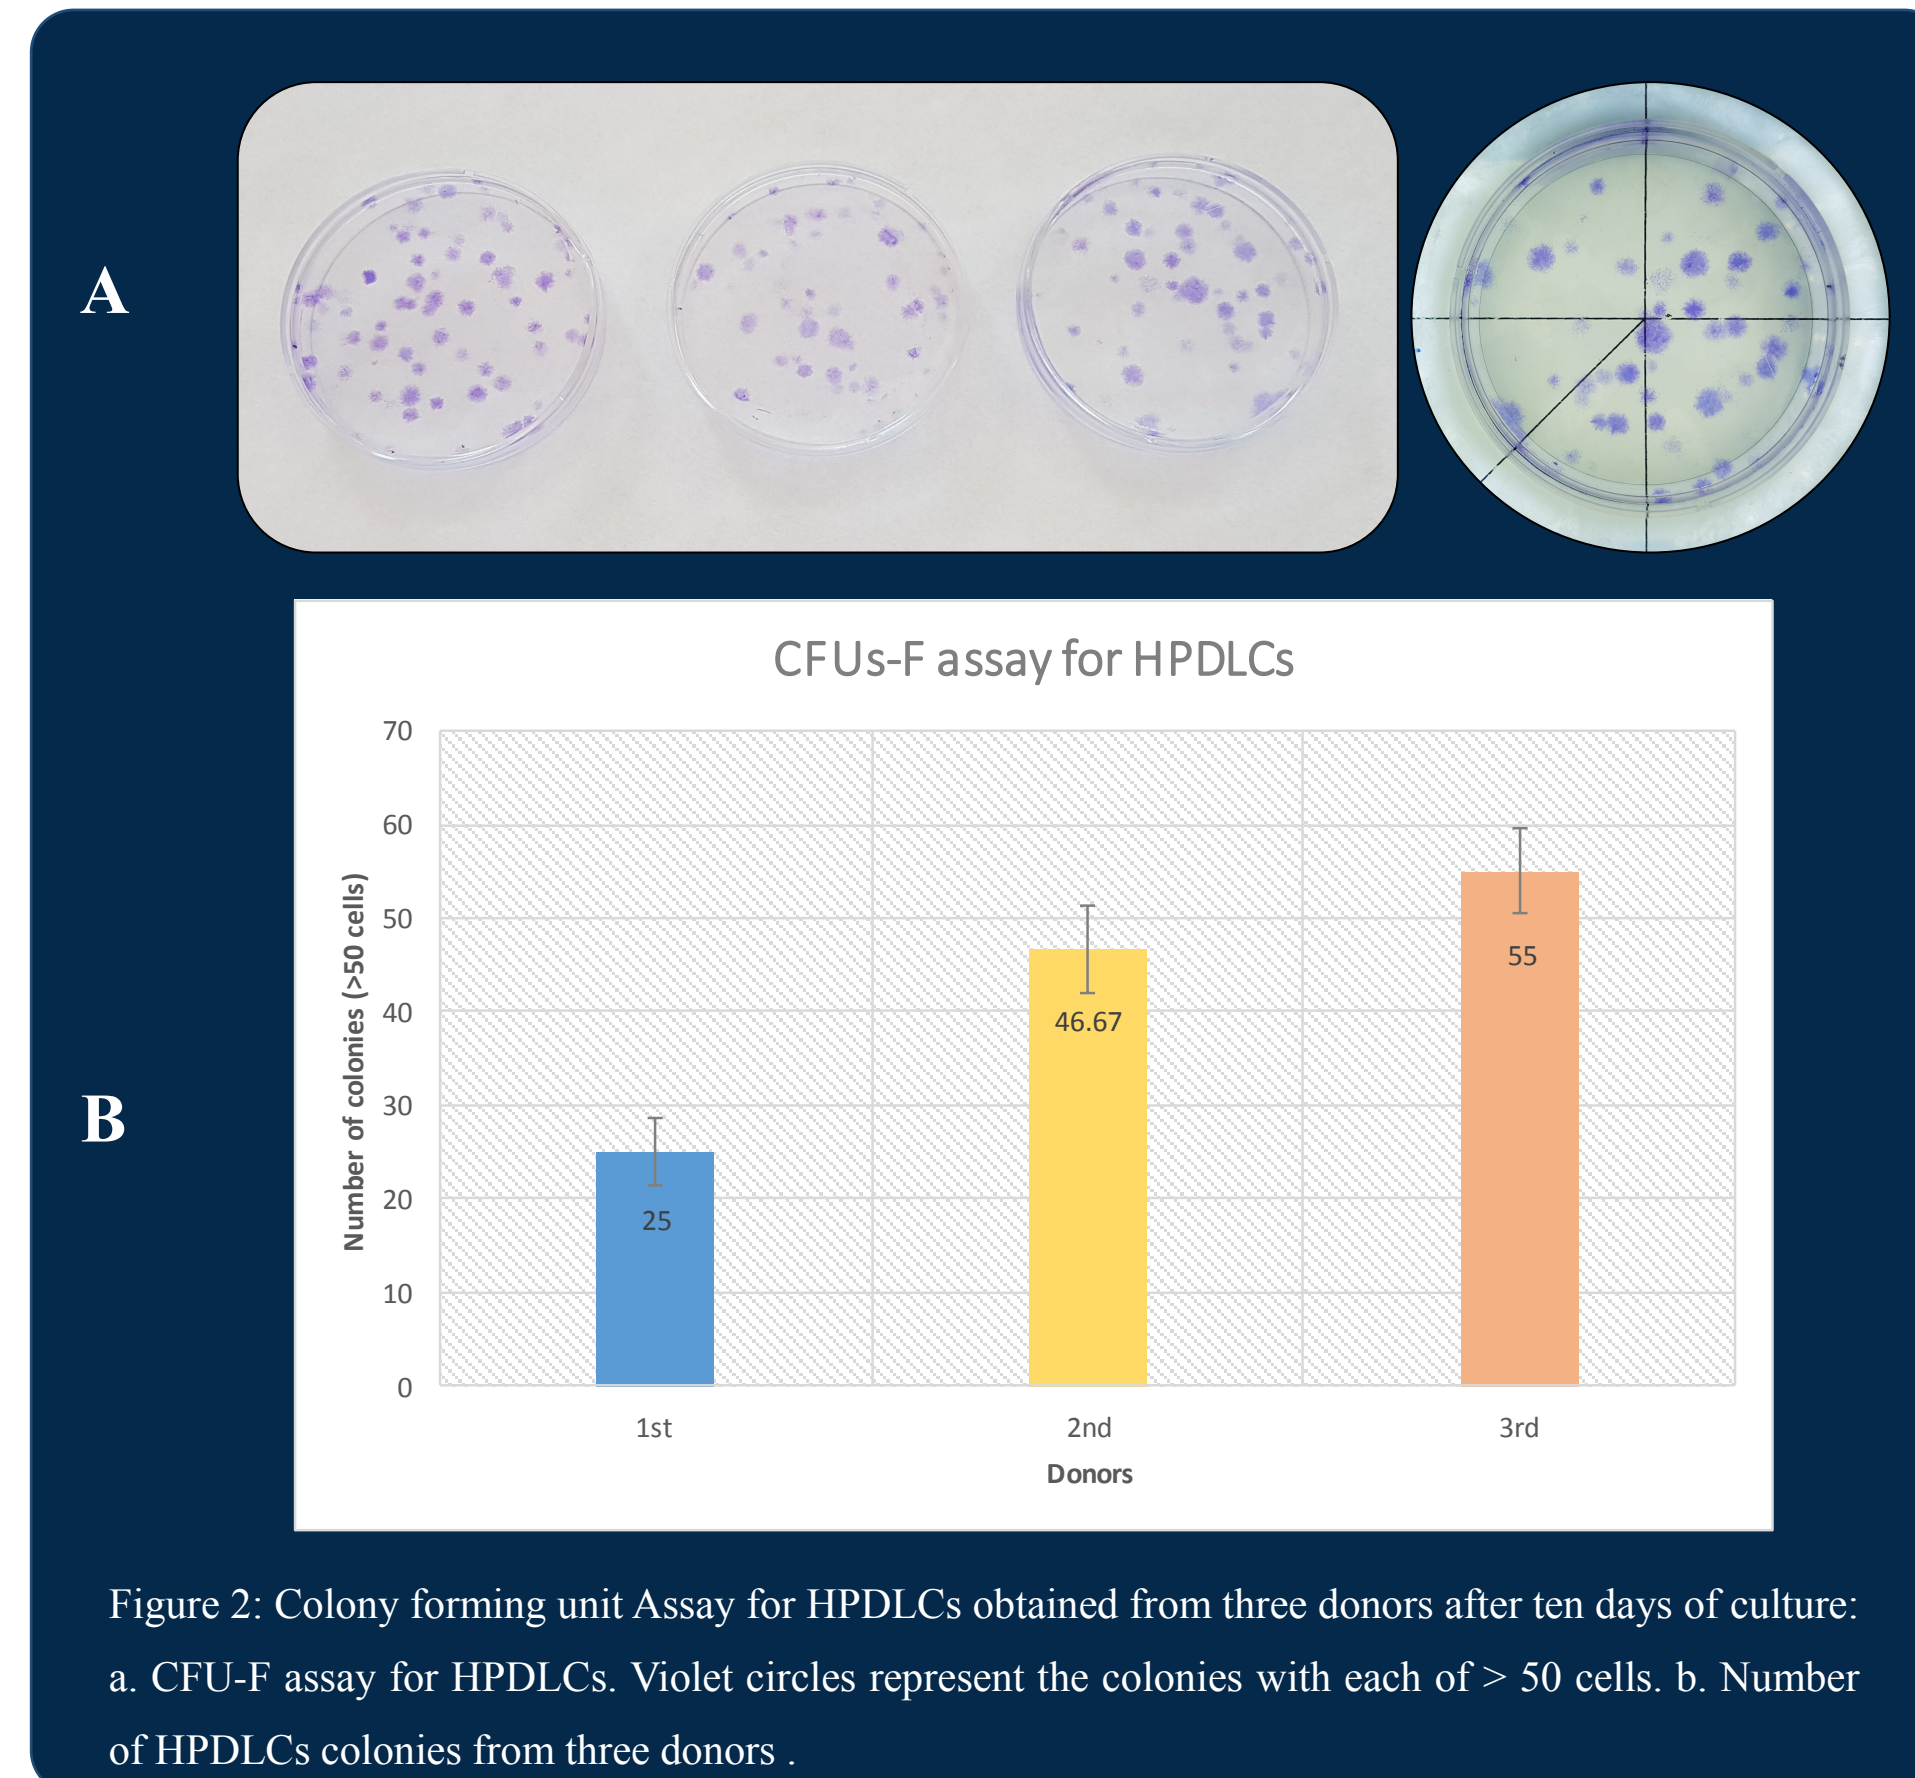 A
B
CFUs-F assay for HPDLCs
Number of colonies (>50 cells)
70
60
50
40
30
20
10
0
25
46.67
55
1st
2nd
3rd
Donors
Figure 2: Colony forming unit Assay for HPDLCs obtained from three donors after ten days of culture:
a. CFU-F assay for HPDLCs. Violet circles represent the colonies with each of > 50 cells. b. Number
of HPDLCs colonies from three donors .